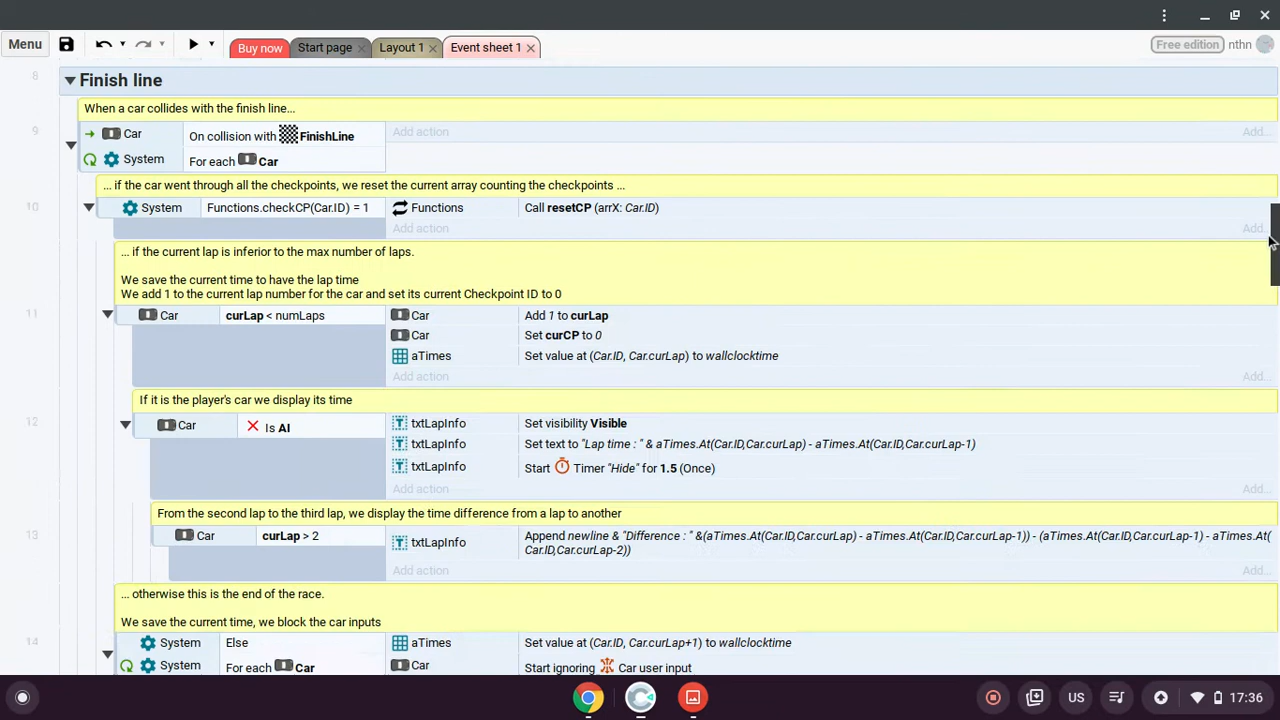 Menu
Buy now
Start page
Layout 1
Event sheet 1
Free edition
nthn
8
Finish line
When a car collides with the finish line...
9
Car
On collision with FinishLine
Add action
Add...
System
For each Car
... if the car went through all the checkpoints, we reset the current array counting the checkpoints ...
10
System
Functions.checkCP(Car.ID) = 1
Functions
Call resetCP (arrX: Car.ID)
Add action
Add...
... if the current lap is inferior to the max number of laps.
We save the current time to have the lap time
We add 1 to the current lap number for the car and set its current Checkpoint ID to 0
11
Car
curLap < numLaps
Car
Add 1 to curLap
Car
Set curCP to 0
aTimes
Set value at (Car.ID, Car.curLap) to wallclocktime
Add action
Add...
If it is the player's car we display its time
12
Car
Is AI
txtLapInfo
Set visibility Visible
txtLapInfo
Set text to "Lap time : " & aTimes.At(Car.ID,Car.curLap) - aTimes.At(Car.ID,Car.curLap-1)
txtLapInfo
Start Timer "Hide" for 1.5 (Once)
Add action
Add...
From the second lap to the third lap, we display the time difference from a lap to another
13
Car
curLap > 2
txtLapInfo
Append newline & "Difference : " &(aTimes.At(Car.ID,Car.curLap) - aTimes.At(Car.ID,Car.curLap-1)) - (aTimes.At(Car.ID,Car.curLap-1) - aTimes.At(
Car.ID,Car.curLap-2))
Add action
Add...
... otherwise this is the end of the race.
We save the current time, we block the car inputs
14
System
Else
aTimes
Set value at (Car.ID, Car.curLap+1) to wallclocktime
System
For each Car
Car
Start ignoring Car user input
US
17:36